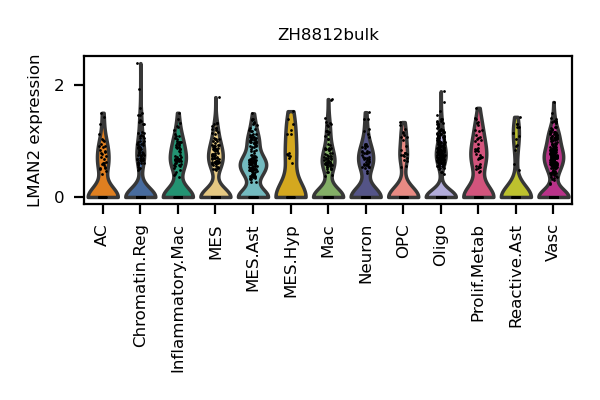 ZH8812bulk
LMAN2 expression
2
0
AC
Chromatin.Reg
Inflammatory.Mac
MES
MES.Ast
MES.Hyp
Mac
Neuron
OPC
Oligo
Prolif.Metab
Reactive.Ast
Vasc